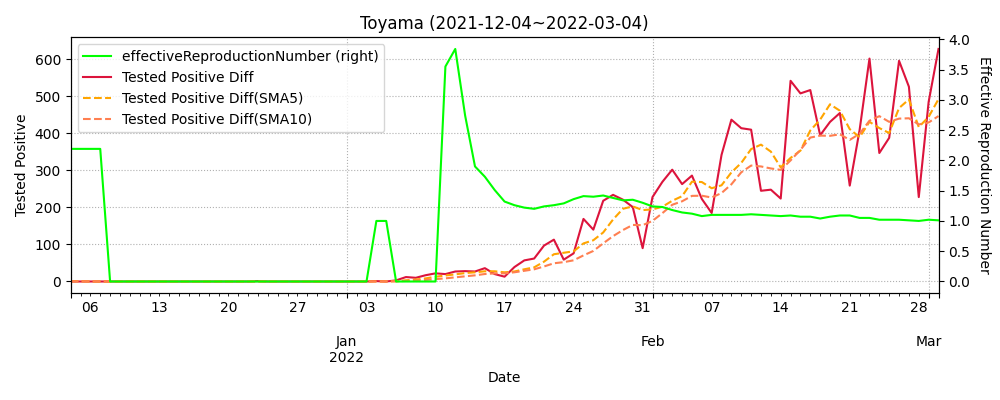 Toyama (2021-12-04~2022-03-04)
effectiveReproductionNumber (right)
Tested Positive Diff
Tested Positive Diff(SMA5)
Tested Positive Diff(SMA10)
Tested Positive
600
500
400
300
200
100
0
4.0
3.5
3.0
2.5
2.0
1.5
1.0
0.5
0.0
Effective Reproduction Number
06 13 20 27 03 10 17 24 31 07 14 21 28
Jan Feb Mar
2022
Date